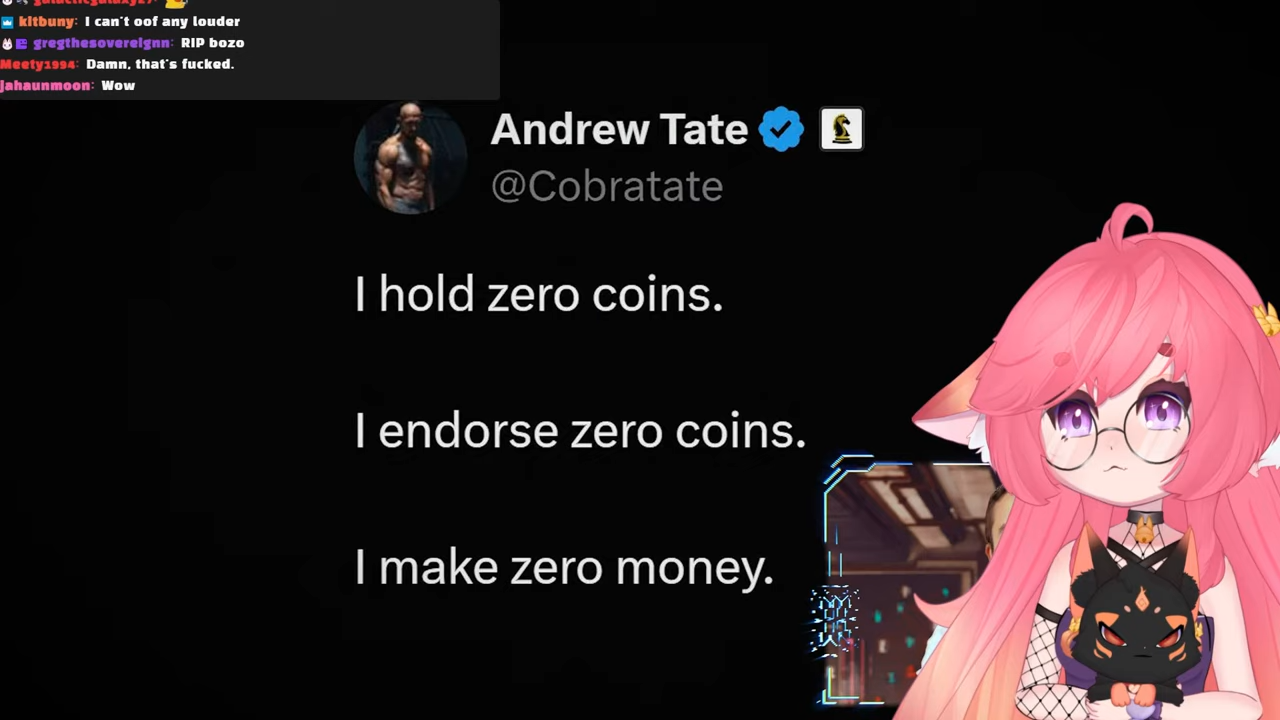 kitbuny: I can't oof any louder
gregthesovereignn: RIP bozo
Meety1994: Damn, that's fucked.
jahaunmoon: Wow
Andrew Tate
@Cobratate
I hold zero coins.
I endorse zero coins.
I make zero money.